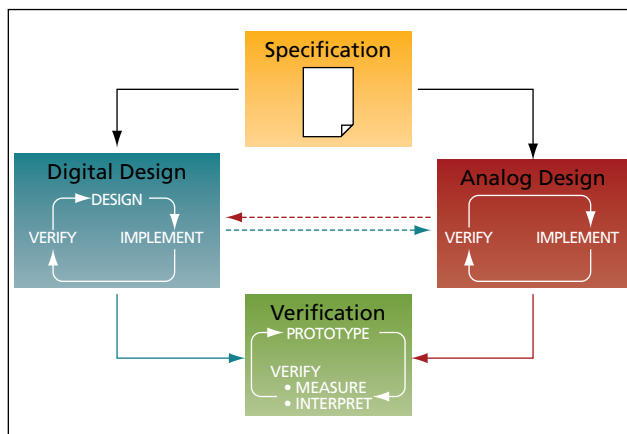 Specification
Digital Design
DESIGN
VERIFY
IMPLEMENT
Analog Design
VERIFY
IMPLEMENT
Verification
PROTOTYPE
VERIFY
• MEASURE
• INTERPRET